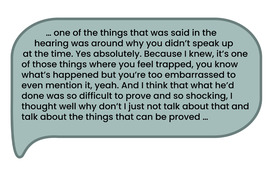 ... one of the things that was said in the
hearing was around why you didn't speak up
at the time. Yes absolutely. Because I knew, it's one
of those things where you feel trapped, you know
what's happened but you're too embarrassed to
even mention it, yeah. And I think that what he'd
done was so difficult to prove and so shocking, I
thought well why don't I just not talk about that and
talk about the things that can be proved ...